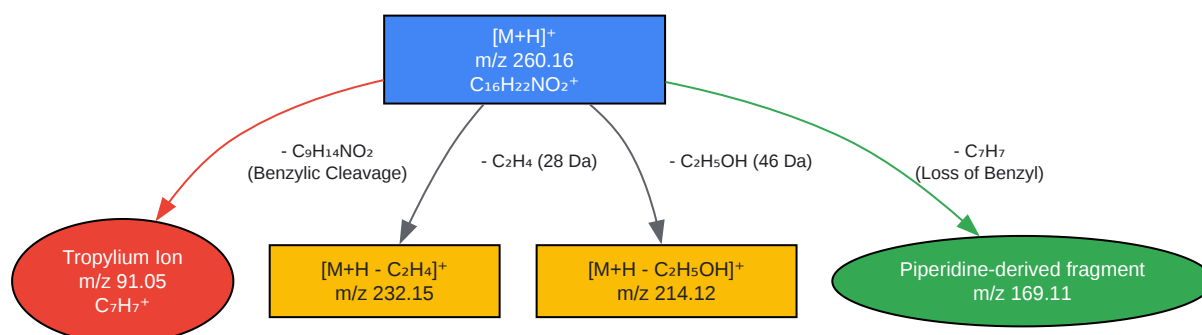 [M+H]⁺
m/z 260.16
C₁₆H₂₂NO₂⁺
- C₉H₁₄NO₂
(Benzylic Cleavage)
- C₂H₄ (28 Da)
- C₂H₅OH (46 Da)
- C₇H₇
(Loss of Benzyl)
Tropylium Ion
m/z 91.05
C₇H₇⁺
[M+H - C₂H₄]⁺
m/z 232.15
[M+H - C₂H₅OH]⁺
m/z 214.12
Piperidine-derived fragment
m/z 169.11